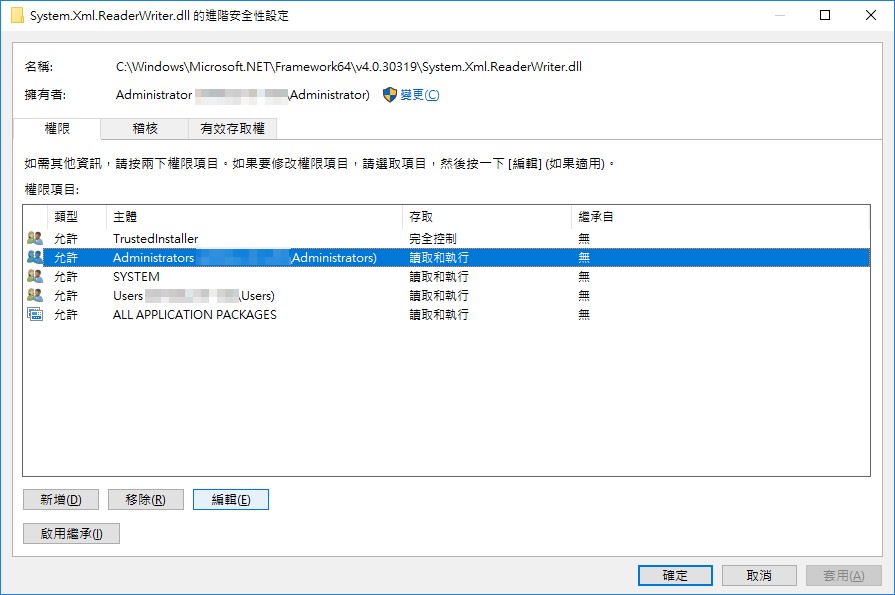 System.Xml.ReaderWriter.dll 的進階安全性設定
名稱: C:\Windows\Microsoft.NET\Framework64\v4.0.30319\System.Xml.ReaderWriter.dll
擁有者: Administrator \Administrator) 變更(C)
權限 稽核 有效存取權
如需其他資訊，請按兩下權限項目。如果要修改權限項目，請選取項目，然後按一下 [編輯] (如果適用)。
權限項目:
類型 主體 存取 繼承自
允許 TrustedInstaller 完全控制 無
允許 Administrators \Administrators) 讀取和執行 無
允許 SYSTEM 讀取和執行 無
允許 Users \Users) 讀取和執行 無
允許 ALL APPLICATION PACKAGES 讀取和執行 無
新增(D) 移除(R) 編輯(E)
啟用繼承(I)
確定 取消 套用(A)